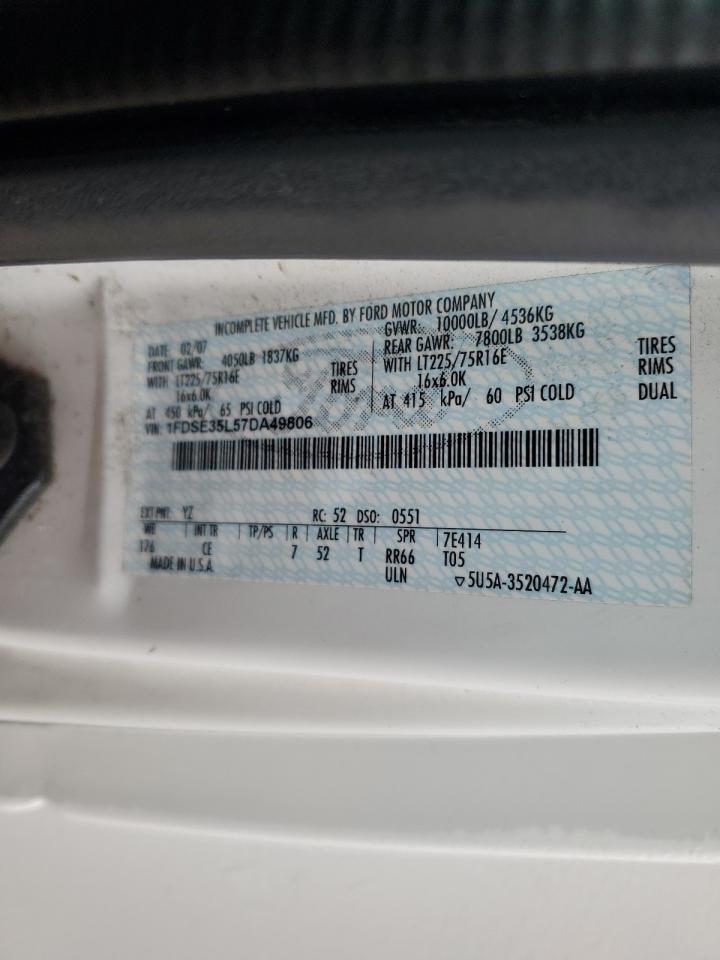 INCOMPLETE VEHICLE MFD. BY FORD MOTOR COMPANY
DATE: 02/07 GVWR: 10000LB/ 4536KG
FRONT GAWR: 4050LB 1837KG REAR GAWR: 7800LB 3538KG
WITH LT225/75R16E TIRES WITH LT225/75R16E TIRES
16x6.0K RIMS 16x6.0K RIMS
AT 450 kPa/ 65 PSI COLD AT 415 kPa/ 60 PSI COLD DUAL
VIN: 1FDSE35L57DA49806
EXT PNT: YZ RC: 52 DSO: 0551
WB INT TR TP/PS R AXLE TR SPR 7E414
176 CE 7 52 T RR66 T05
MADE IN U.S.A. ULN ▽5U5A-3520472-AA